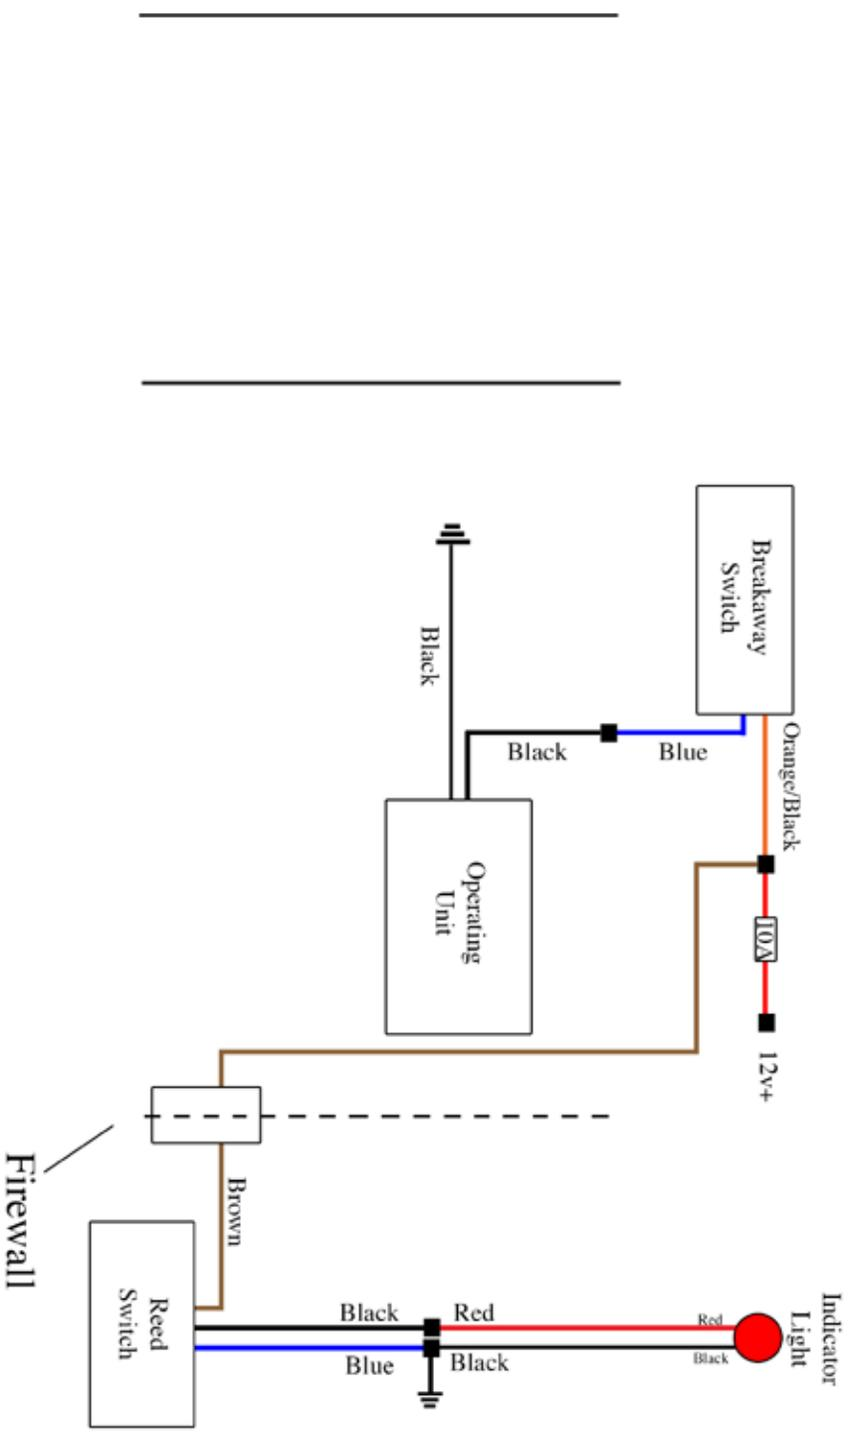 Breakaway
Switch
Orange/Black
Black
Black
Blue
Operating
Unit
10A
12v+
Firewall
Brown
Reed
Switch
Black
Red
Red
Blue
Black
Black
Indicator
Light